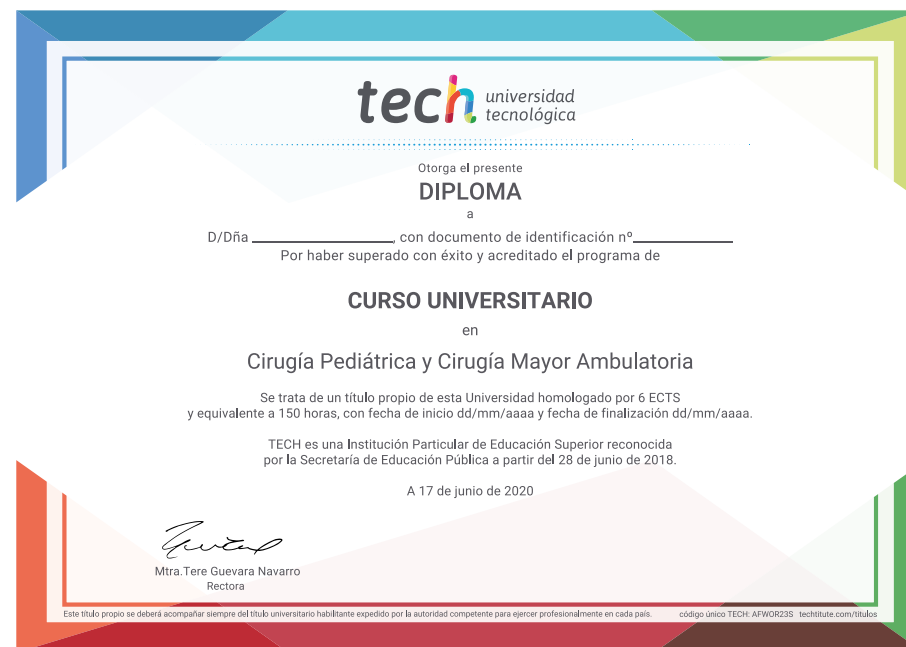 tech universidad
tecnológica
Otorga el presente
DIPLOMA
a
D/Dña ____________________, con documento de identificación nº______________
Por haber superado con éxito y acreditado el programa de
CURSO UNIVERSITARIO
en
Cirugía Pediátrica y Cirugía Mayor Ambulatoria
Se trata de un título propio de esta Universidad homologado por 6 ECTS
y equivalente a 150 horas, con fecha de inicio dd/mm/aaaa y fecha de finalización dd/mm/aaaa.
TECH es una Institución Particular de Educación Superior reconocida
por la Secretaría de Educación Pública a partir del 28 de junio de 2018.
A 17 de junio de 2020
Mtra.Tere Guevara Navarro
Rectora
Este título propio se deberá acompañar siempre del título universitario habilitante expedido por la autoridad competente para ejercer profesionalmente en cada país. código único TECH: AFWOR23S techtitute.com/titulos